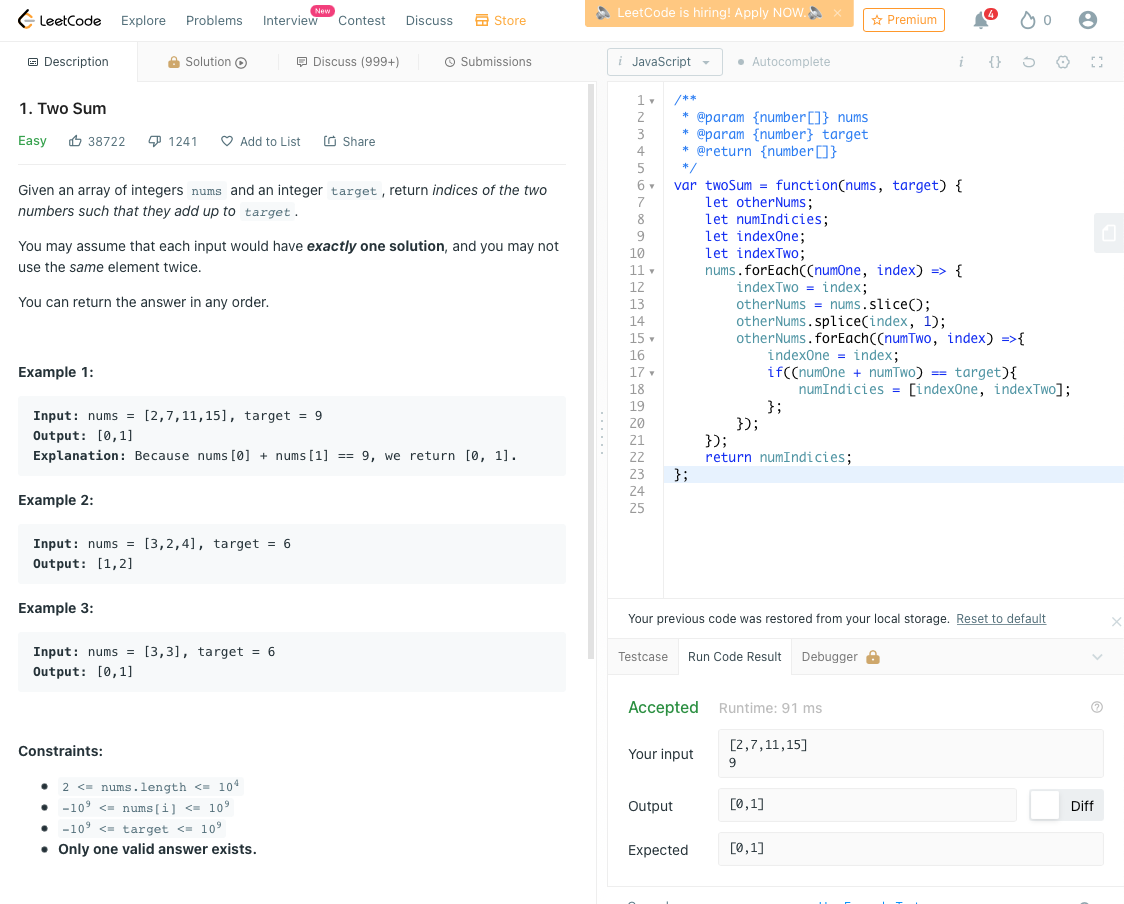 LeetCode Explore Problems Interview New Contest Discuss Store LeetCode is hiring! Apply NOW. × Premium 4 0
Description Solution Discuss (999+) Submissions
i JavaScript Autocomplete i {}
1. Two Sum
Easy 38722 1241 Add to List Share
Given an array of integers nums and an integer target, return indices of the two
numbers such that they add up to target.
You may assume that each input would have exactly one solution, and you may not
use the same element twice.
You can return the answer in any order.
Example 1:
Input: nums = [2,7,11,15], target = 9
Output: [0,1]
Explanation: Because nums[0] + nums[1] == 9, we return [0, 1].
Example 2:
Input: nums = [3,2,4], target = 6
Output: [1,2]
Example 3:
Input: nums = [3,3], target = 6
Output: [0,1]
Constraints:
2 <= nums.length <= 10⁴
-10⁹ <= nums[i] <= 10⁹
-10⁹ <= target <= 10⁹
Only one valid answer exists.
1 /**
2 * @param {number[]} nums
3 * @param {number} target
4 * @return {number[]}
5 */
6 var twoSum = function(nums, target) {
7 let otherNums;
8 let numIndicies;
9 let indexOne;
10 let indexTwo;
11 nums.forEach((numOne, index) => {
12 indexTwo = index;
13 otherNums = nums.slice();
14 otherNums.splice(index, 1);
15 otherNums.forEach((numTwo, index) =>{
16 indexOne = index;
17 if((numOne + numTwo) == target){
18 numIndicies = [indexOne, indexTwo];
19 };
20 });
21 });
22 return numIndicies;
23 };
24
25
Your previous code was restored from your local storage. Reset to default
Testcase Run Code Result Debugger
Accepted Runtime: 91 ms
Your input
[2,7,11,15]
9
Output [0,1] Diff
Expected [0,1]